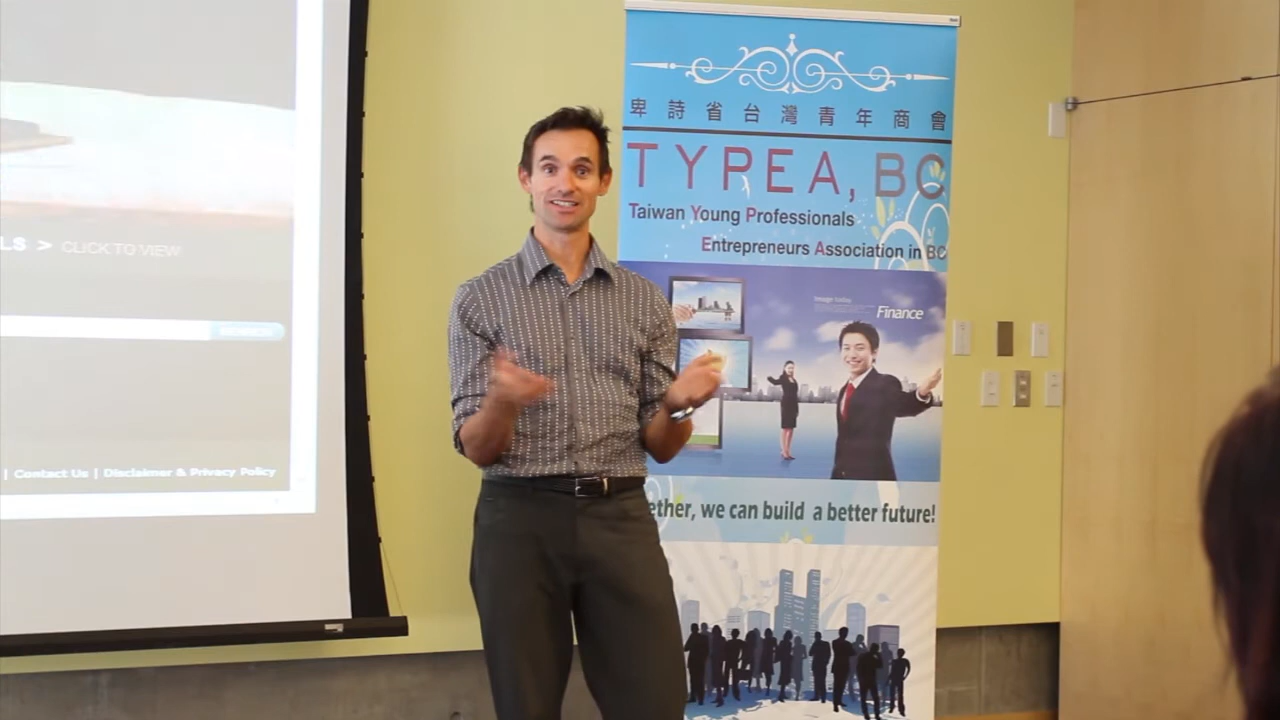 LS > CLICK TO VIEW
| Contact Us | Disclaimer & Privacy Policy
卑詩省台灣青年商會
TYPEA, BC
Taiwan Young Professionals
Entrepreneurs Association in BC
Finance
ether, we can build a better future!